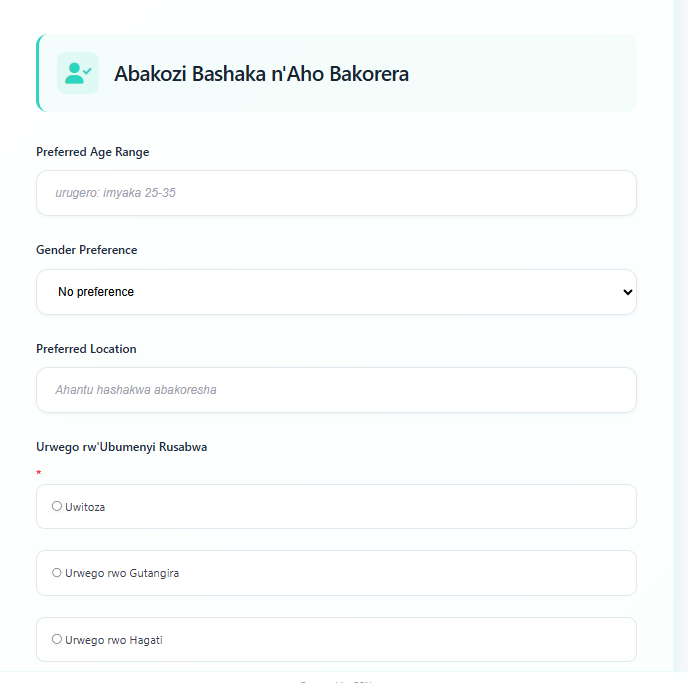 Abakozi Bashaka n'Aho Bakorera
Preferred Age Range
urugero: imyaka 25-35
Gender Preference
No preference
Preferred Location
Ahantu hashakwa abakoresha
Urwego rw'Ubumenyi Rusabwa
*
Uwitoza
Urwego rwo Gutangira
Urwego rwo Hagati